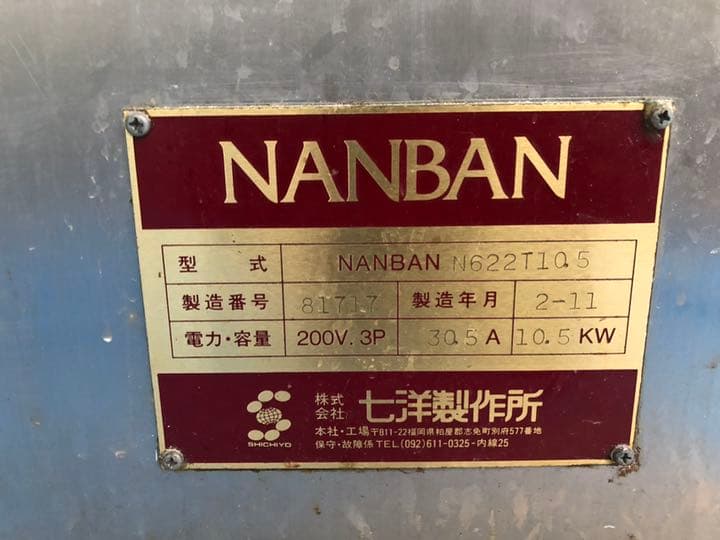 NANBAN
型式 NANBAN N622T10.5
製造番号 81717 製造年月 2-11
電力・容量 200V.3P 30.5A 10.5KW
株式会社 七洋製作所
SHICHIYO
本社・工場〒811-22福岡県粕屋郡志免町別府577番地
保守・故障係TEL(092)611-0325-内線25